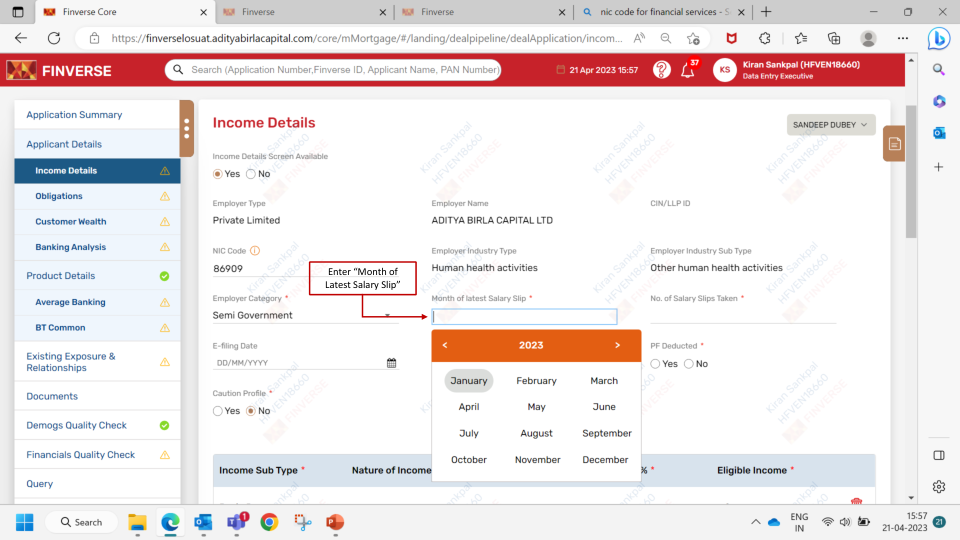 Finverse Core
Finverse
Finverse
nic code for financial services - S
https://finverselosuat.adityabirlacapital.com/core/mMortgage/#/landing/dealpipeline/dealApplication/incom...
FINVERSE
Search (Application Number,Finverse ID, Applicant Name, PAN Number)
21 Apr 2023 15:57
37
KS
Kiran Sankpal (HFVEN18660)
Data Entry Executive
Application Summary
Applicant Details
Income Details
Obligations
Customer Wealth
Banking Analysis
Product Details
Average Banking
BT Common
Existing Exposure &
Relationships
Documents
Demogs Quality Check
Financials Quality Check
Query
Income Details
SANDEEP DUBEY
Income Details Screen Available
Yes No
Employer Type
Private Limited
Employer Name
ADITYA BIRLA CAPITAL LTD
CIN/LLP ID
NIC Code
86909
Employer Industry Type
Human health activities
Employer Industry Sub Type
Other human health activities
Enter “Month of
Latest Salary Slip”
Employer Category *
Semi Government
Month of latest Salary Slip *
No. of Salary Slips Taken *
E-filing Date
DD/MM/YYYY
< 2023 >
January February March
April May June
July August September
October November December
PF Deducted *
Yes No
Caution Profile *
Yes No
Income Sub Type * Nature of Income % * Eligible Income *
Kiran Sankpal
HFVEN18660
FINVERSE
Search
1
ENG
IN
15:57
21-04-2023
21